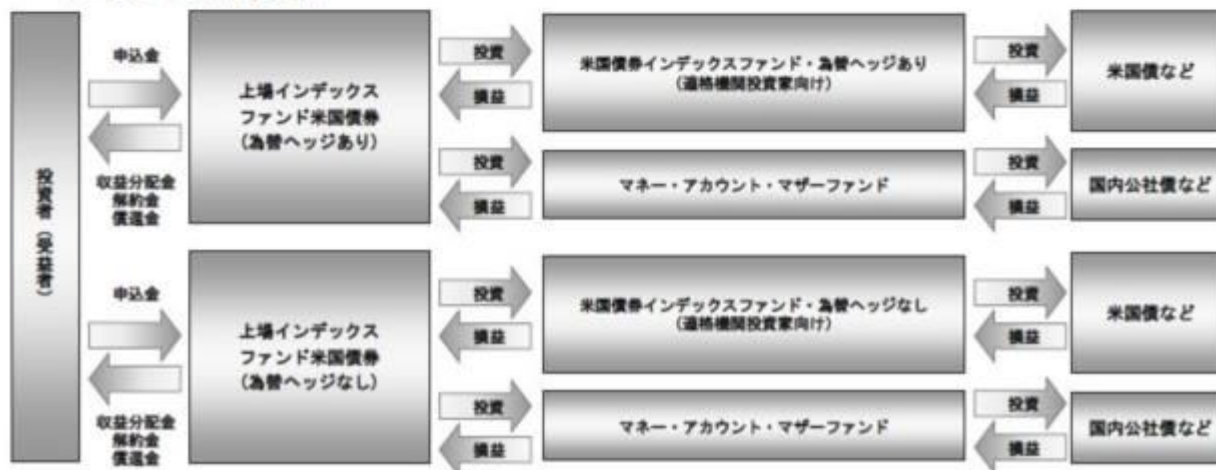 投資者（受益者）
申込金
収益分配金
解約金
償還金
上場インデックス
ファンド米国債券
（為替ヘッジあり）
投資
損益
米国債券インデックスファンド・為替ヘッジあり
（適格機関投資家向け）
投資
損益
米国債など
投資
損益
マネー・アカウント・マザーファンド
投資
損益
国内公社債など
申込金
収益分配金
解約金
償還金
上場インデックス
ファンド米国債券
（為替ヘッジなし）
投資
損益
米国債券インデックスファンド・為替ヘッジなし
（適格機関投資家向け）
投資
損益
米国債など
投資
損益
マネー・アカウント・マザーファンド
投資
損益
国内公社債など